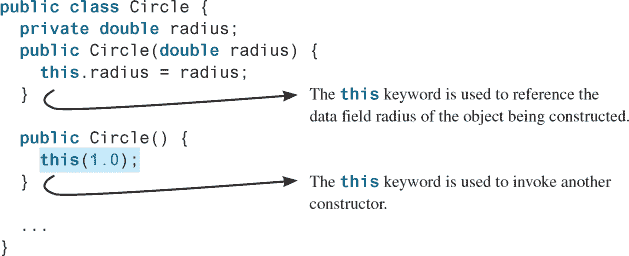 public class Circle {
private double radius;
public Circle(double radius) {
this.radius = radius;
}
The this keyword is used to reference the
data field radius of the object being constructed.
public Circle() {
this(1.0);
}
The this keyword is used to invoke another
constructor.
...
}